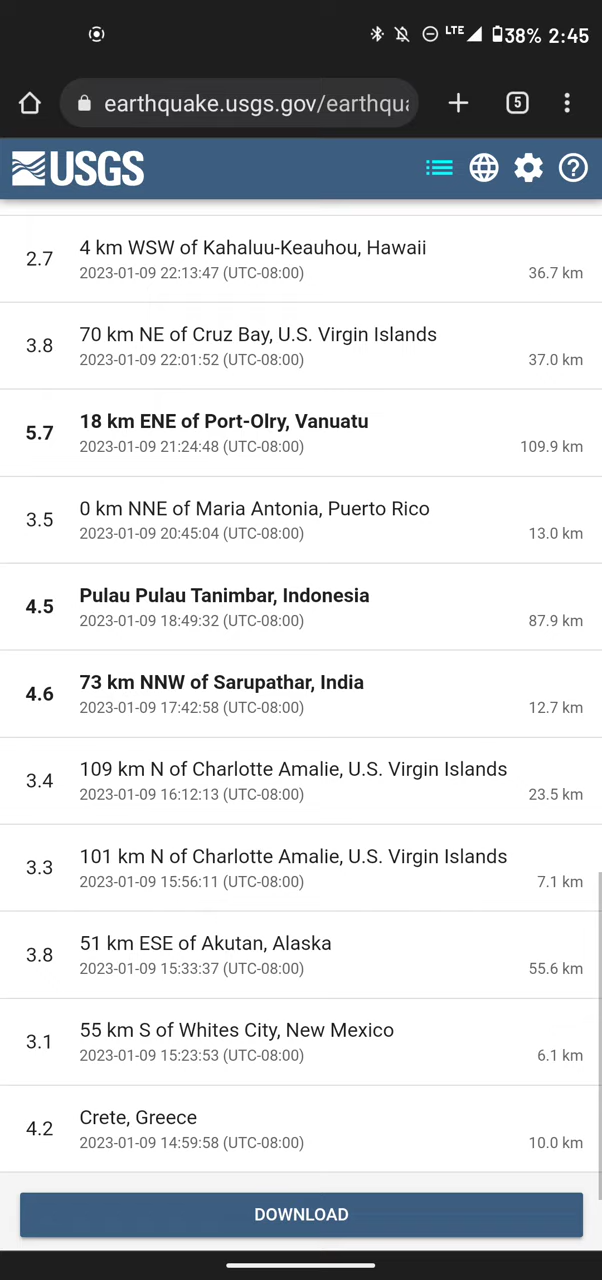 LTE 38% 2:45
earthquake.usgs.gov/earthqua 5
USGS
2.7 4 km WSW of Kahaluu-Keauhou, Hawaii
2023-01-09 22:13:47 (UTC-08:00) 36.7 km
3.8 70 km NE of Cruz Bay, U.S. Virgin Islands
2023-01-09 22:01:52 (UTC-08:00) 37.0 km
5.7 18 km ENE of Port-Olry, Vanuatu
2023-01-09 21:24:48 (UTC-08:00) 109.9 km
3.5 0 km NNE of Maria Antonia, Puerto Rico
2023-01-09 20:45:04 (UTC-08:00) 13.0 km
4.5 Pulau Pulau Tanimbar, Indonesia
2023-01-09 18:49:32 (UTC-08:00) 87.9 km
4.6 73 km NNW of Sarupathar, India
2023-01-09 17:42:58 (UTC-08:00) 12.7 km
3.4 109 km N of Charlotte Amalie, U.S. Virgin Islands
2023-01-09 16:12:13 (UTC-08:00) 23.5 km
3.3 101 km N of Charlotte Amalie, U.S. Virgin Islands
2023-01-09 15:56:11 (UTC-08:00) 7.1 km
3.8 51 km ESE of Akutan, Alaska
2023-01-09 15:33:37 (UTC-08:00) 55.6 km
3.1 55 km S of Whites City, New Mexico
2023-01-09 15:23:53 (UTC-08:00) 6.1 km
4.2 Crete, Greece
2023-01-09 14:59:58 (UTC-08:00) 10.0 km
DOWNLOAD